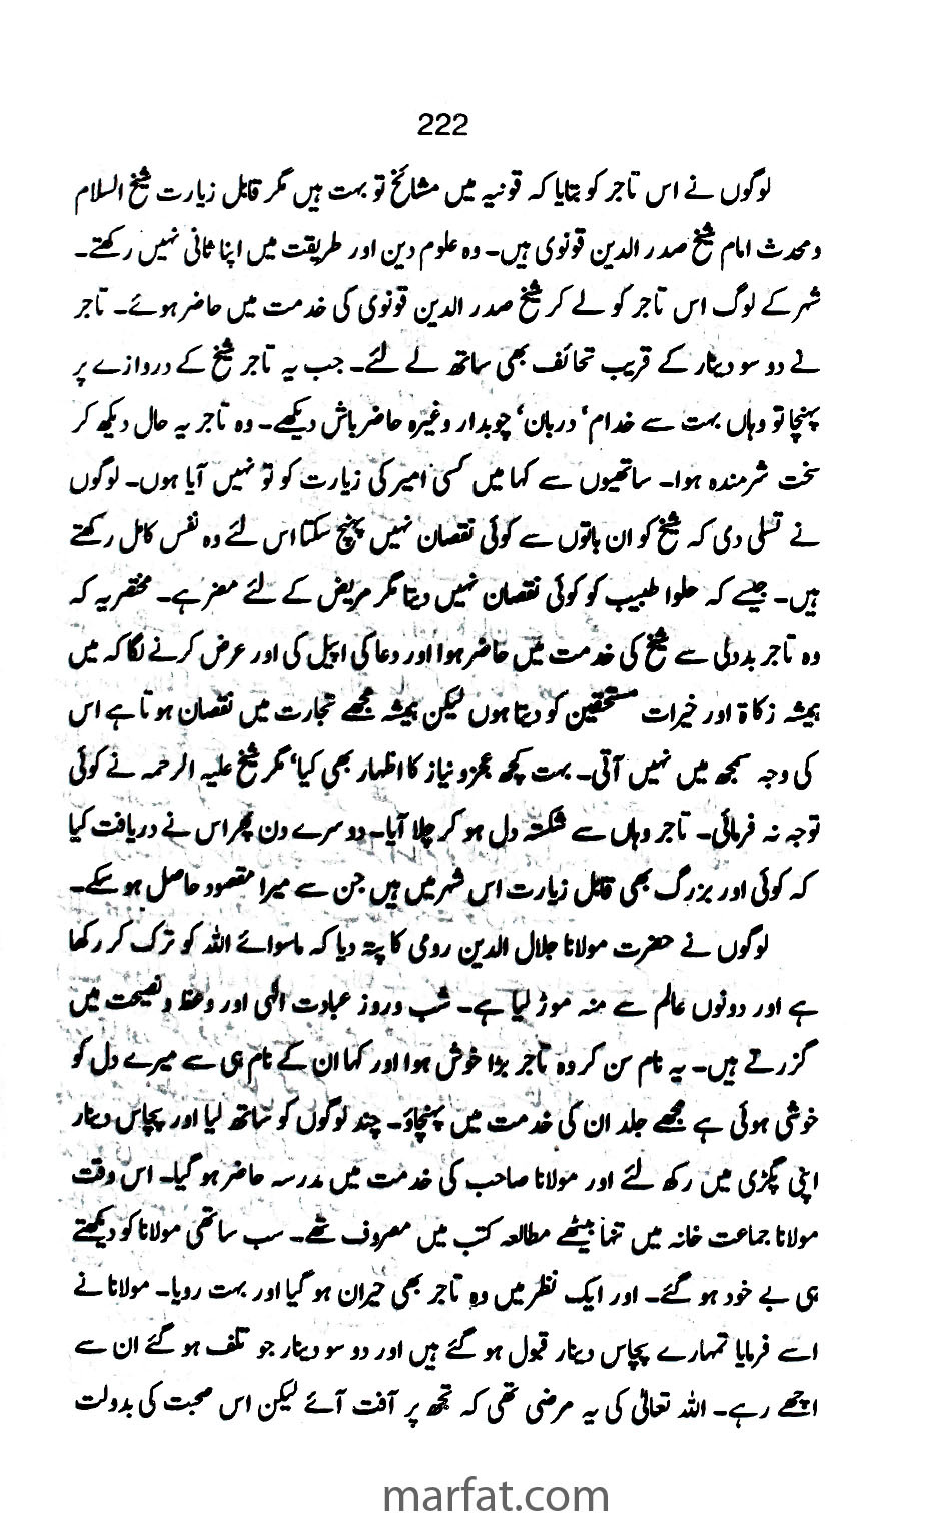 222
لوگوں نے اس تاجر کو بتایا کہ قونیہ میں مشائخ تو بہت ہیں مگر قابل زیارت شیخ السلام
و محدث امام شیخ صدر الدین قونوی ہیں۔ وہ علوم دین اور طریقت میں اپنا ثانی نہیں رکھتے۔
شہر کے لوگ اس تاجر کو لے کر شیخ صدر الدین قونوی کی خدمت میں حاضر ہوئے۔ تاجر
نے دو سو دینار کے قریب تحائف بھی ساتھ لے لئے۔ جب یہ تاجر شیخ کے دروازے پر
پہنچا تو وہاں بہت سے خدام‘ دربان‘ چوبدار وغیرہ حاضر باش دیکھے۔ وہ تاجر یہ حال دیکھ کر
سخت شرمندہ ہوا۔ ساتھیوں سے کہا میں کسی امیر کی زیارت کو تو نہیں آیا ہوں۔ لوگوں
نے تسلی دی کہ شیخ کو ان باتوں سے کوئی نقصان نہیں پہنچ سکتا اس لئے وہ نفس کامل رکھتے
ہیں۔ جیسے کہ حلوا طبیب کو کوئی نقصان نہیں دیتا مگر مریض کے لئے مضر ہے۔ مختصر یہ کہ
وہ تاجر بددلی سے شیخ کی خدمت میں حاضر ہوا اور دعا کی اپیل کی اور عرض کرنے لگا کہ میں
ہمیشہ زکاۃ اور خیرات مستحقین کو دیتا ہوں لیکن ہمیشہ مجھے تجارت میں نقصان ہوتا ہے اس
کی وجہ سمجھ میں نہیں آتی۔ بہت کچھ عجز و نیاز کا اظہار بھی کیا‘ مگر شیخ علیہ الرحمہ نے کوئی
توجہ نہ فرمائی۔ تاجر وہاں سے شکستہ دل ہو کر چلا آیا۔ دوسرے دن پھر اس نے دریافت کیا
کہ کوئی اور بزرگ بھی قابل زیارت اس شہر میں ہیں جن سے میرا مقصود حاصل ہو سکے۔
لوگوں نے حضرت مولانا جلال الدین رومی کا پتہ دیا کہ ماسوائے اللہ کو ترک کر رکھا
ہے اور دونوں عالم سے منہ موڑ لیا ہے۔ شب و روز عبادت الٰہی اور وعظ و نصیحت میں
گزرتے ہیں۔ یہ نام سن کر وہ تاجر بڑا خوش ہوا اور کہا ان کے نام ہی سے میرے دل کو
خوشی ہوئی ہے مجھے جلد ان کی خدمت میں پہنچاؤ۔ چند لوگوں کو ساتھ لیا اور پچاس دینار
اپنی پگڑی میں رکھ لئے اور مولانا صاحب کی خدمت میں مدرسہ حاضر ہو گیا۔ اس وقت
مولانا جماعت خانہ میں تنہا بیٹھے مطالعہ کتب میں مصروف تھے۔ سب ساتھی مولانا کو دیکھتے
ہی بے خود ہو گئے۔ اور ایک نظر میں وہ تاجر بھی حیران ہو گیا اور بہت رویا۔ مولانا نے
اسے فرمایا تمہارے پچاس دینار قبول ہو گئے ہیں اور دو سو دینار جو تلف ہو گئے ان سے
اچھے رہے۔ اللہ تعالٰی کی یہ مرضی تھی کہ تجھ پر آفت آئے لیکن اس صحبت کی بدولت
marfat.com